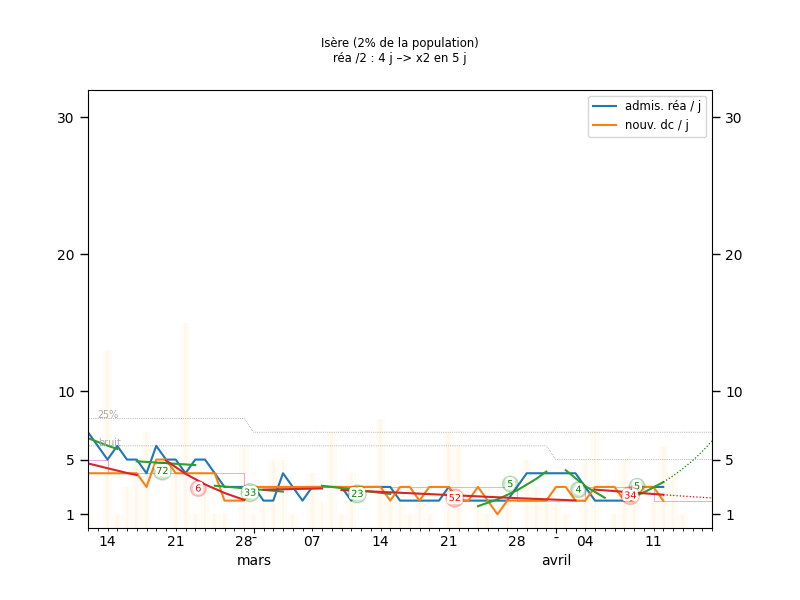 Isère (2% de la population)
réa /2 : 4 j –> x2 en 5 j
admis. réa / j
nouv. dc / j
30 30
20 20
10 10
25%
bruit
5 5
72 6 33 23 52 5 4 5 34
1 1
14 21 28 07 14 21 28 04 11
mars avril